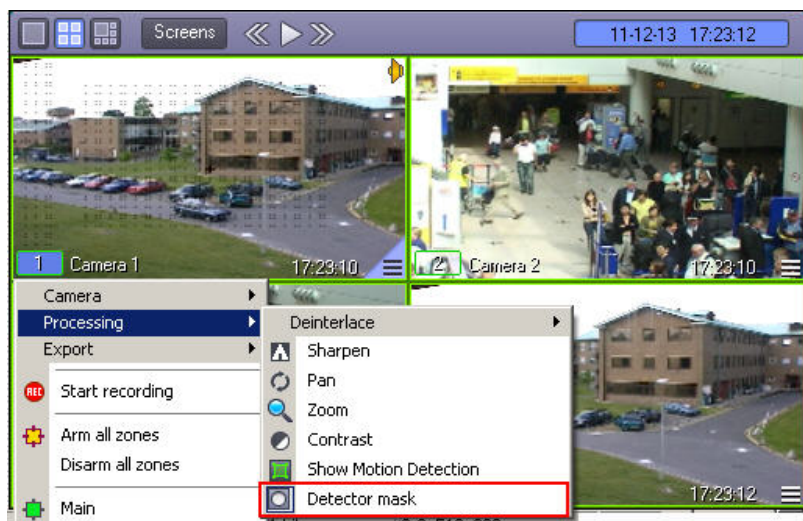 Screens
11-12-13 17:23:12
1 Camera 1 17:23:10
2 Camera 2 17:23:10
Camera
Processing
Export
REC Start recording
Arm all zones
Disarm all zones
Main
Deinterlace
Sharpen
Pan
Zoom
Contrast
Show Motion Detection
Detector mask
17:23:12